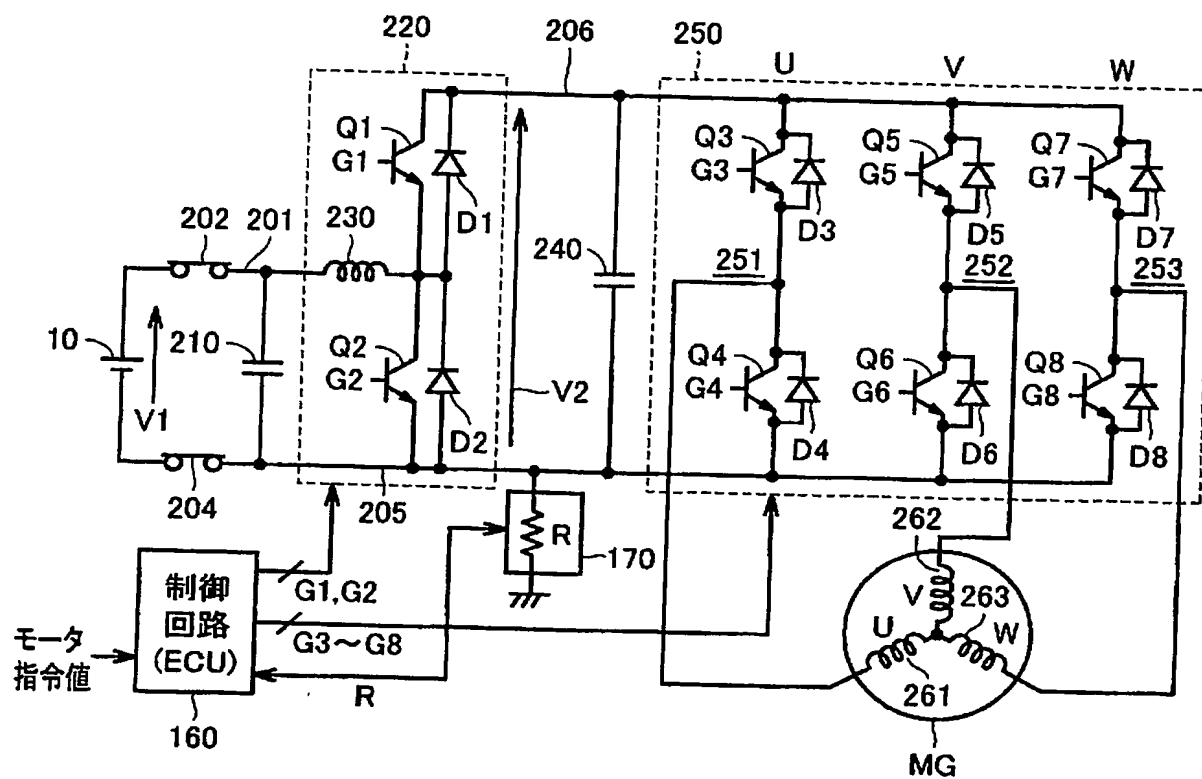 220
206
250
U
V
W
Q1
G1
D1
Q3
G3
D3
Q5
G5
D5
Q7
G7
D7
202
201
230
240
251
252
253
10
V1
210
Q2
G2
D2
V2
Q4
G4
D4
Q6
G6
D6
Q8
G8
D8
204
205
R
170
制御
回路
(ECU)
G1,G2
G3～G8
モータ
指令値
R
160
262
V
263
U
W
261
MG